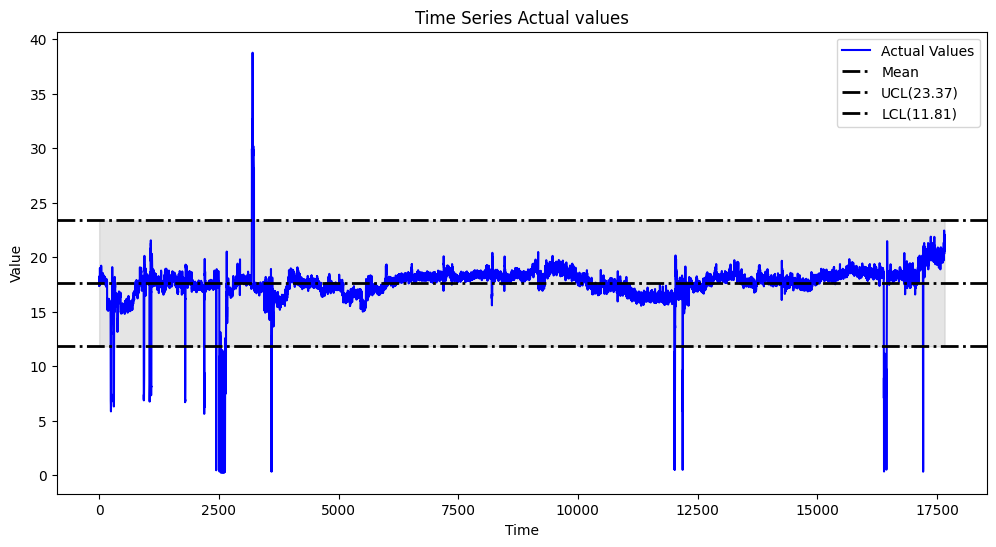 Time Series Actual values
Actual Values
Mean
UCL(23.37)
LCL(11.81)
40
35
30
25
20
15
10
5
0
Value
0
2500
5000
7500
10000
12500
15000
17500
Time